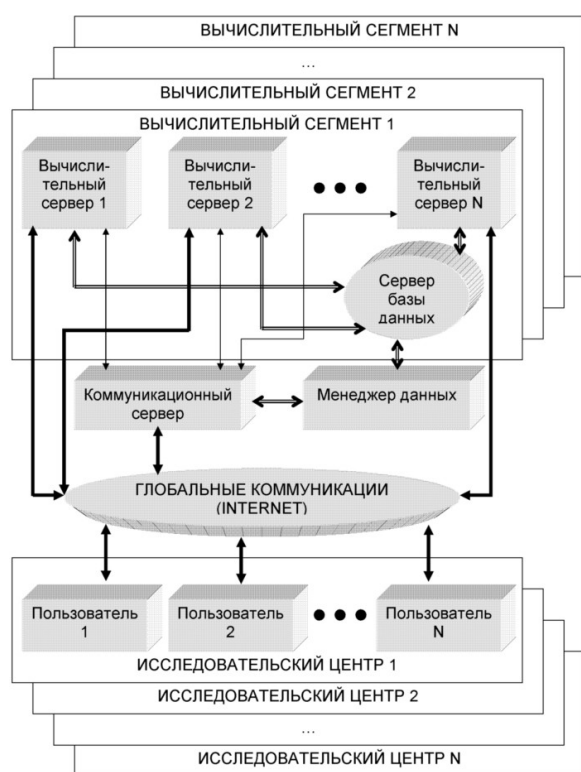 ВЫЧИСЛИТЕЛЬНЫЙ СЕГМЕНТ N
...
ВЫЧИСЛИТЕЛЬНЫЙ СЕГМЕНТ 2
ВЫЧИСЛИТЕЛЬНЫЙ СЕГМЕНТ 1
Вычисли-
тельный
сервер 1
Вычисли-
тельный
сервер 2
Вычисли-
тельный
сервер N
Сервер
базы
данных
Коммуникационный
сервер
Менеджер данных
ГЛОБАЛЬНЫЕ КОММУНИКАЦИИ
(INTERNET)
Пользователь
1
Пользователь
2
Пользователь
N
ИССЛЕДОВАТЕЛЬСКИЙ ЦЕНТР 1
ИССЛЕДОВАТЕЛЬСКИЙ ЦЕНТР 2
...
ИССЛЕДОВАТЕЛЬСКИЙ ЦЕНТР N